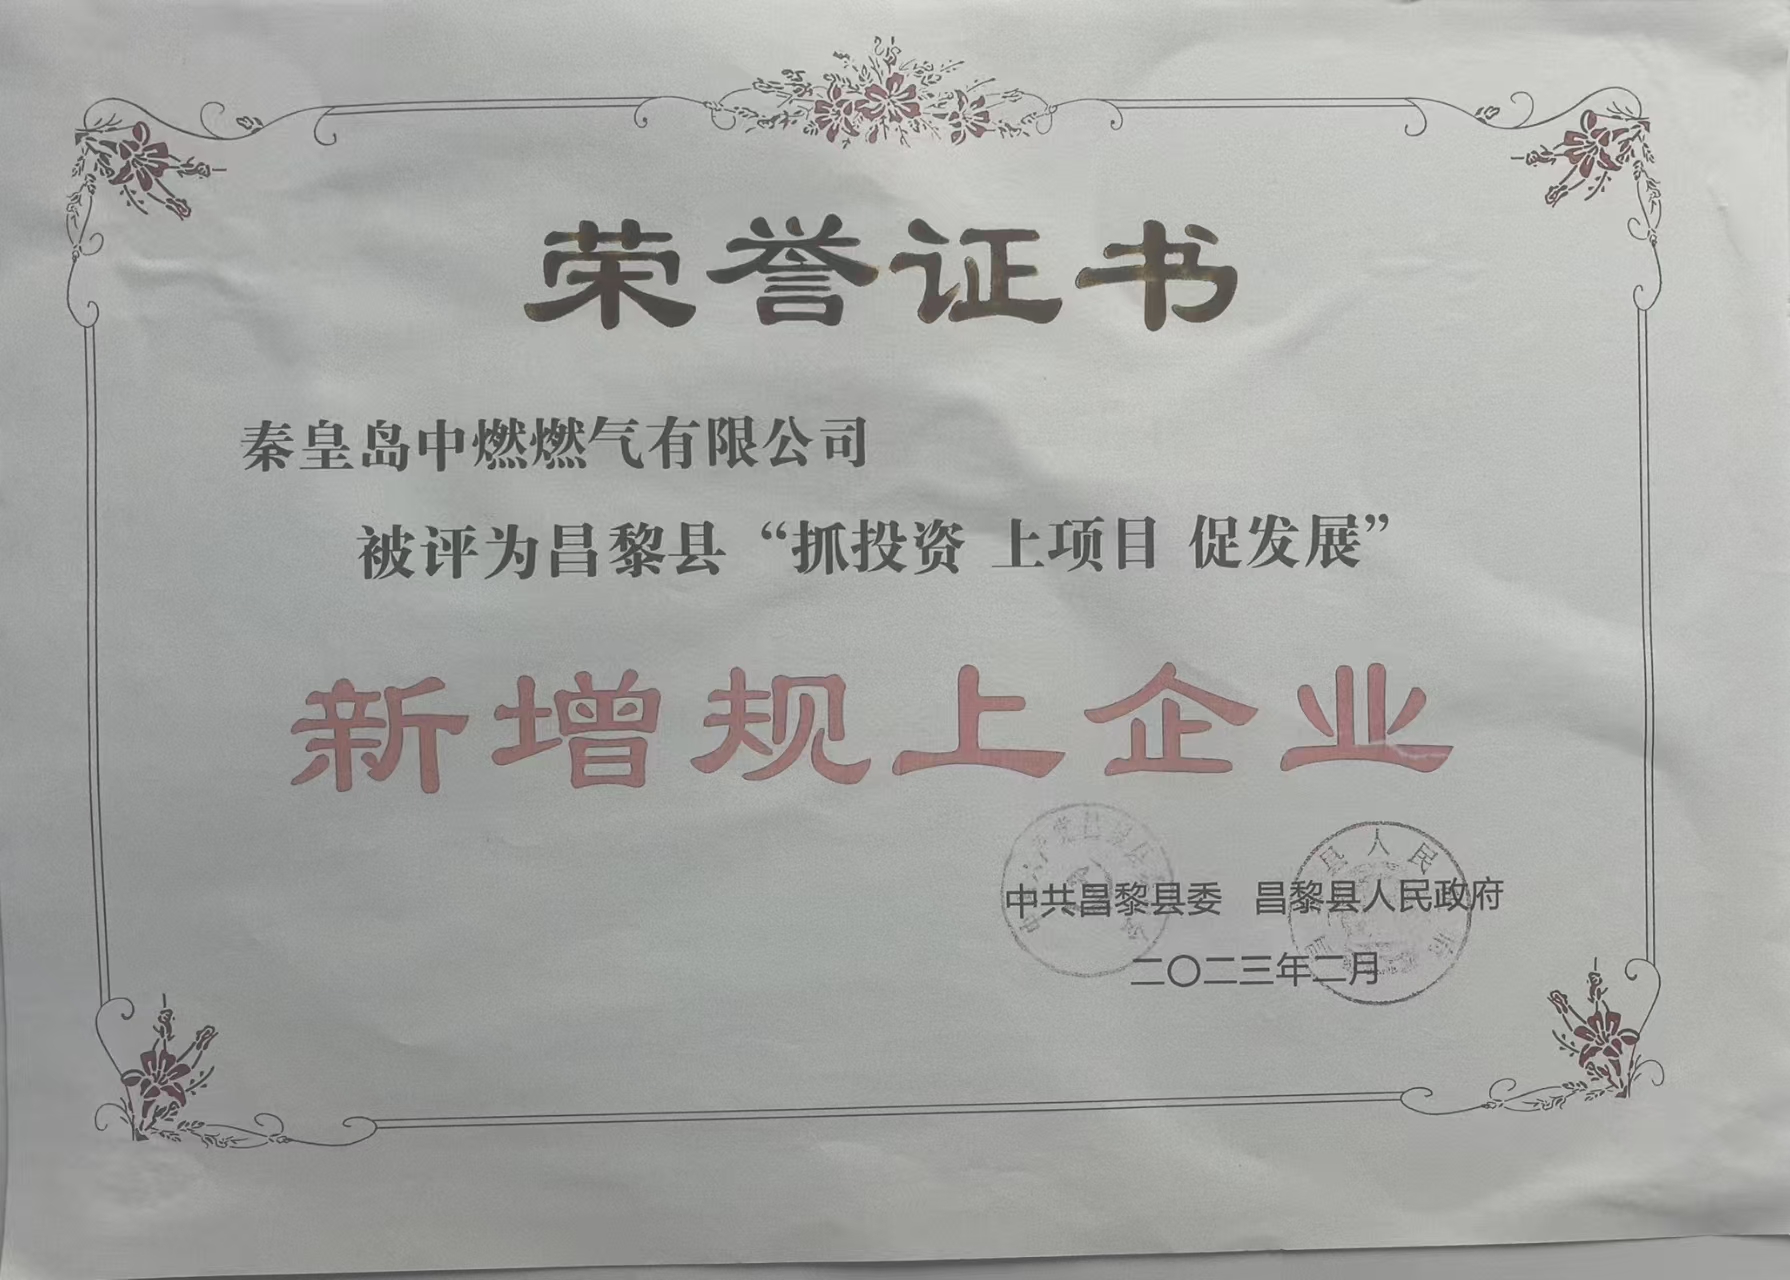 荣誉证书
秦皇岛中燃燃气有限公司
被评为昌黎县“抓投资 上项目 促发展”
新增规上企业
中共昌黎县委 昌黎县人民政府
二〇二三年二月